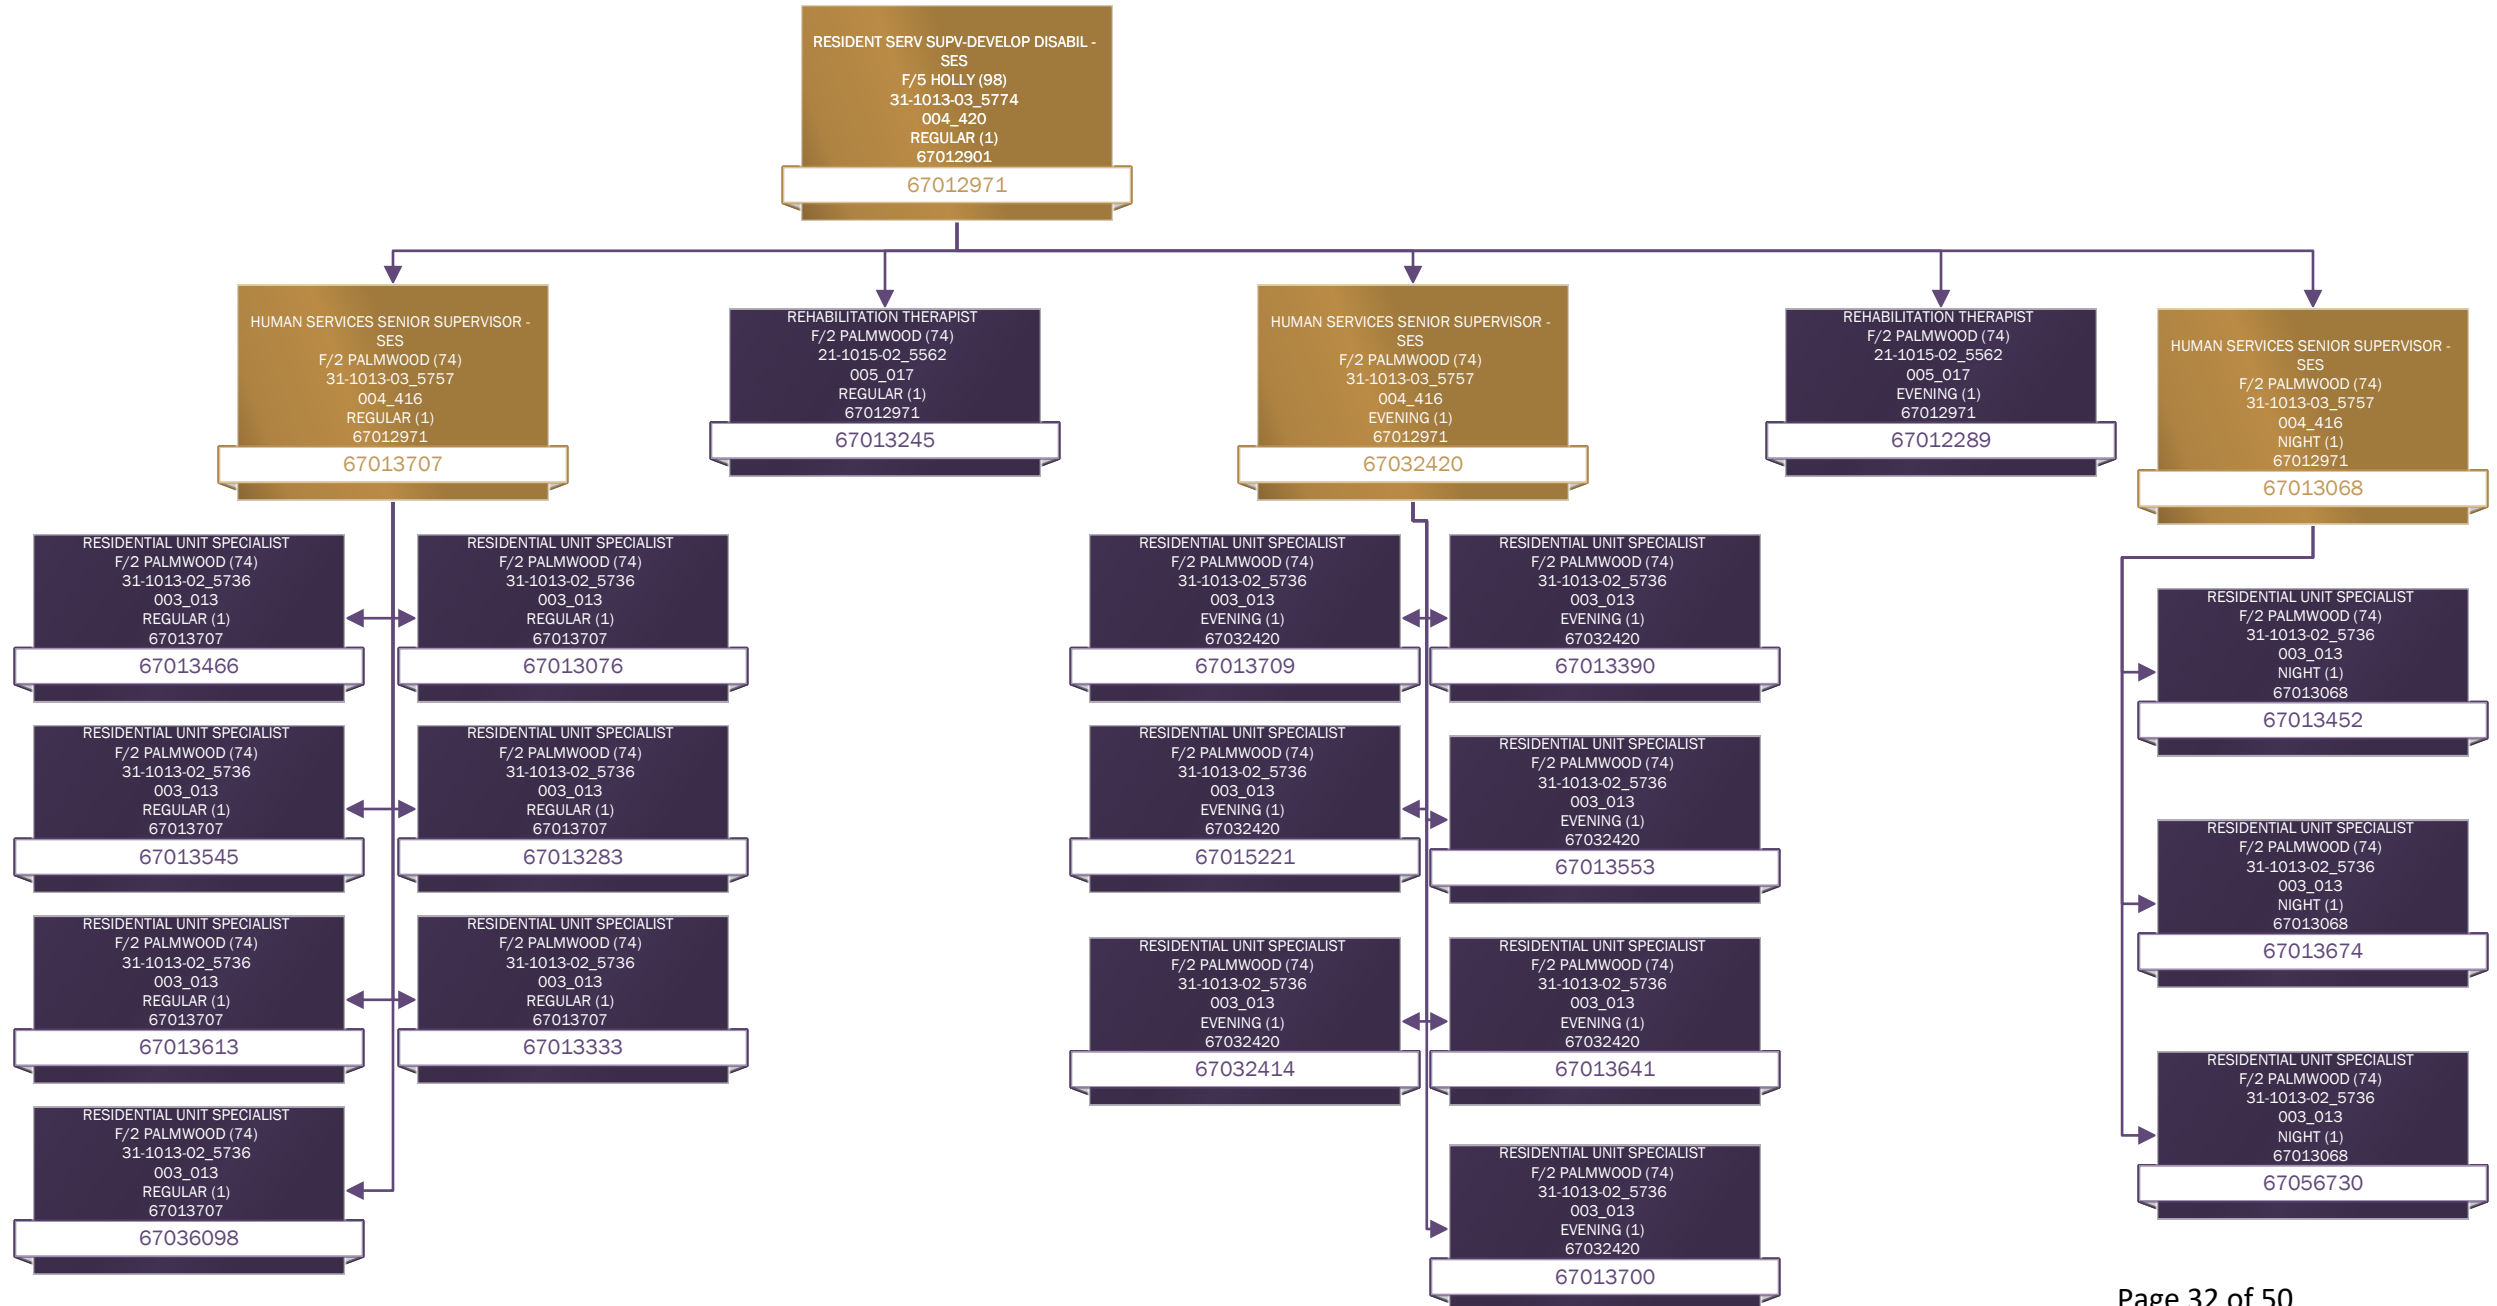 RESIDENT SERV SUPV-DEVELOP DISABIL -
SES
F/5 HOLLY (98)
31-1013-03_5774
004_420
REGULAR (1)
67012901
67012971
HUMAN SERVICES SENIOR SUPERVISOR -
SES
F/2 PALMWOOD (74)
31-1013-03_5757
004_416
REGULAR (1)
67012971
67013707
REHABILITATION THERAPIST
F/2 PALMWOOD (74)
21-1015-02_5562
005_017
REGULAR (1)
67012971
67013245
HUMAN SERVICES SENIOR SUPERVISOR -
SES
F/2 PALMWOOD (74)
31-1013-03_5757
004_416
EVENING (1)
67012971
67032420
REHABILITATION THERAPIST
F/2 PALMWOOD (74)
21-1015-02_5562
005_017
EVENING (1)
67012971
67012289
HUMAN SERVICES SENIOR SUPERVISOR -
SES
F/2 PALMWOOD (74)
31-1013-03_5757
004_416
NIGHT (1)
67012971
67013068
RESIDENTIAL UNIT SPECIALIST
F/2 PALMWOOD (74)
31-1013-02_5736
003_013
REGULAR (1)
67013707
67013466
RESIDENTIAL UNIT SPECIALIST
F/2 PALMWOOD (74)
31-1013-02_5736
003_013
REGULAR (1)
67013707
67013076
RESIDENTIAL UNIT SPECIALIST
F/2 PALMWOOD (74)
31-1013-02_5736
003_013
REGULAR (1)
67013707
67013545
RESIDENTIAL UNIT SPECIALIST
F/2 PALMWOOD (74)
31-1013-02_5736
003_013
REGULAR (1)
67013707
67013283
RESIDENTIAL UNIT SPECIALIST
F/2 PALMWOOD (74)
31-1013-02_5736
003_013
REGULAR (1)
67013707
67013613
RESIDENTIAL UNIT SPECIALIST
F/2 PALMWOOD (74)
31-1013-02_5736
003_013
REGULAR (1)
67013707
67013333
RESIDENTIAL UNIT SPECIALIST
F/2 PALMWOOD (74)
31-1013-02_5736
003_013
REGULAR (1)
67013707
67036098
RESIDENTIAL UNIT SPECIALIST
F/2 PALMWOOD (74)
31-1013-02_5736
003_013
EVENING (1)
67032420
67013709
RESIDENTIAL UNIT SPECIALIST
F/2 PALMWOOD (74)
31-1013-02_5736
003_013
EVENING (1)
67032420
67013390
RESIDENTIAL UNIT SPECIALIST
F/2 PALMWOOD (74)
31-1013-02_5736
003_013
EVENING (1)
67032420
67015221
RESIDENTIAL UNIT SPECIALIST
F/2 PALMWOOD (74)
31-1013-02_5736
003_013
EVENING (1)
67032420
67013553
RESIDENTIAL UNIT SPECIALIST
F/2 PALMWOOD (74)
31-1013-02_5736
003_013
EVENING (1)
67032420
67032414
RESIDENTIAL UNIT SPECIALIST
F/2 PALMWOOD (74)
31-1013-02_5736
003_013
EVENING (1)
67032420
67013641
RESIDENTIAL UNIT SPECIALIST
F/2 PALMWOOD (74)
31-1013-02_5736
003_013
EVENING (1)
67032420
67013700
RESIDENTIAL UNIT SPECIALIST
F/2 PALMWOOD (74)
31-1013-02_5736
003_013
NIGHT (1)
67013068
67013452
RESIDENTIAL UNIT SPECIALIST
F/2 PALMWOOD (74)
31-1013-02_5736
003_013
NIGHT (1)
67013068
67013674
RESIDENTIAL UNIT SPECIALIST
F/2 PALMWOOD (74)
31-1013-02_5736
003_013
NIGHT (1)
67013068
67056730
Page 32 of 50